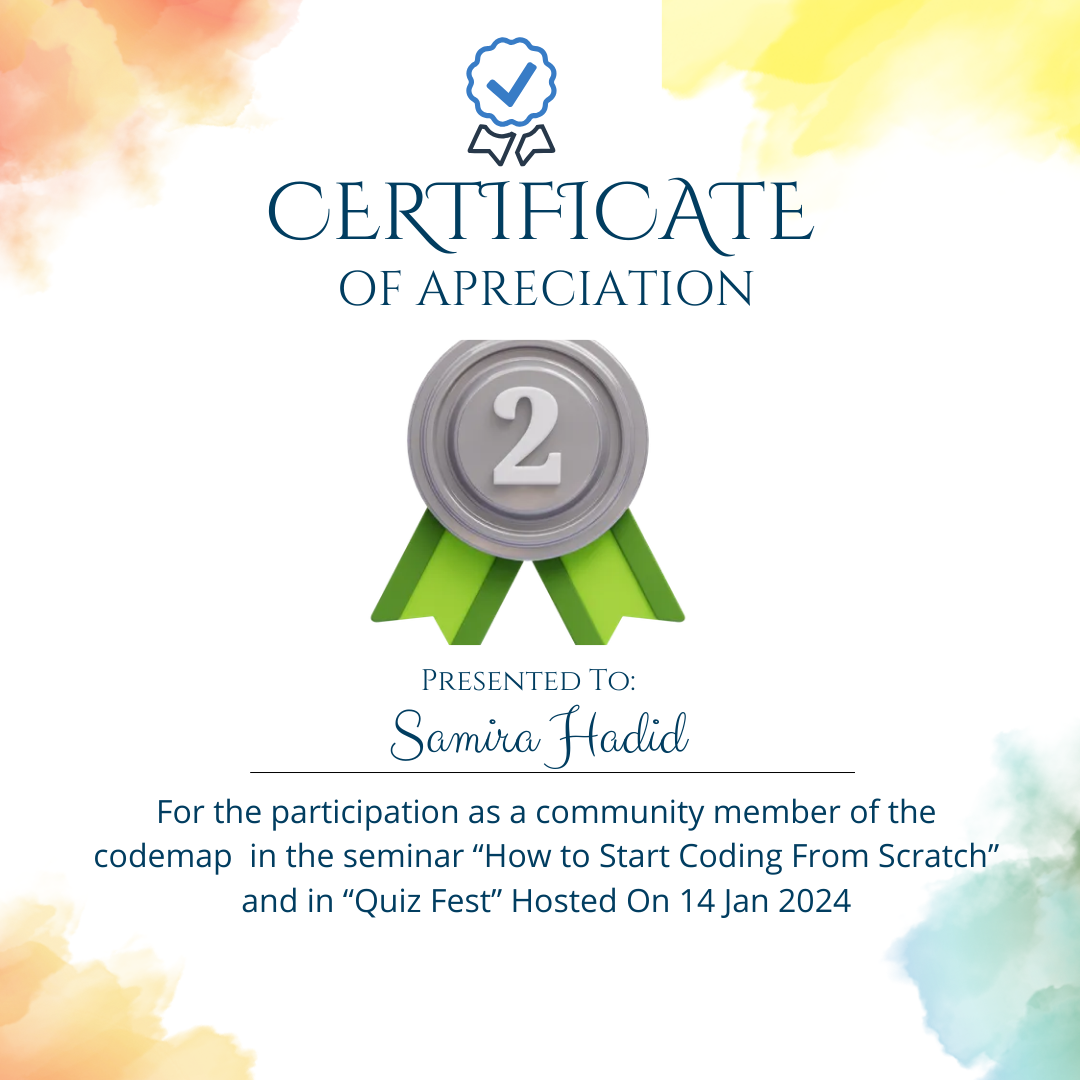 CERTIFICATE
OF APRECIATION
2
PRESENTED TO:
Samira Hadid
For the participation as a community member of the
codemap in the seminar “How to Start Coding From Scratch”
and in “Quiz Fest” Hosted On 14 Jan 2024